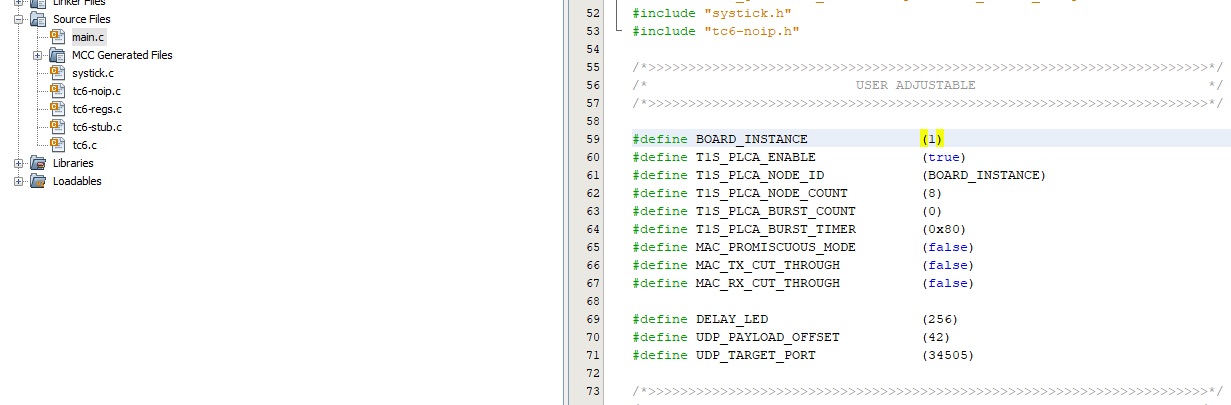 Linker Files
Source Files
main.c
MCC Generated Files
systick.c
tc6-noip.c
tc6-regs.c
tc6-stub.c
tc6.c
Libraries
Loadables
52 #include "systick.h"
53 #include "tc6-noip.h"
54
55 /*>>>>>>>>>>>>>>>>>>>>>>>>>>>>>>>>>>>>>>>>>>>>>>>>>>>>>>>>>>>>>>>>>>>>>>*/
56 /* USER ADJUSTABLE */
57 /*>>>>>>>>>>>>>>>>>>>>>>>>>>>>>>>>>>>>>>>>>>>>>>>>>>>>>>>>>>>>>>>>>>>>>>*/
58
59 #define BOARD_INSTANCE (1)
60 #define T1S_PLCA_ENABLE (true)
61 #define T1S_PLCA_NODE_ID (BOARD_INSTANCE)
62 #define T1S_PLCA_NODE_COUNT (8)
63 #define T1S_PLCA_BURST_COUNT (0)
64 #define T1S_PLCA_BURST_TIMER (0x80)
65 #define MAC_PROMISCUOUS_MODE (false)
66 #define MAC_TX_CUT_THROUGH (false)
67 #define MAC_RX_CUT_THROUGH (false)
68
69 #define DELAY_LED (256)
70 #define UDP_PAYLOAD_OFFSET (42)
71 #define UDP_TARGET_PORT (34505)
72
73 /*>>>>>>>>>>>>>>>>>>>>>>>>>>>>>>>>>>>>>>>>>>>>>>>>>>>>>>>>>>>>>>>>>>>>>>*/